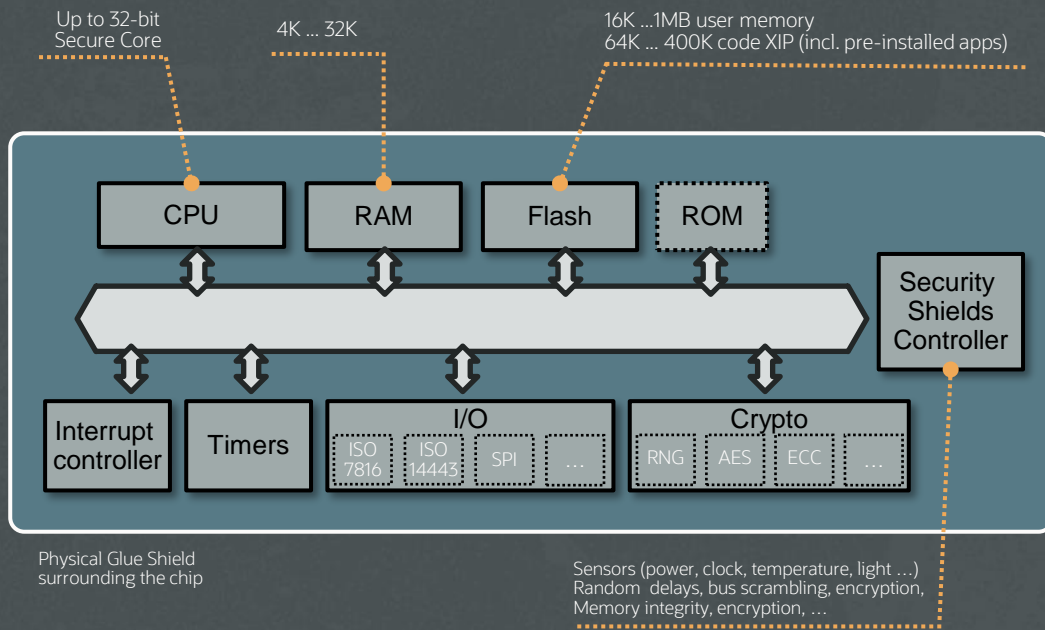 Up to 32-bit
Secure Core
4K ... 32K
16K ...1MB user memory
64K ... 400K code XIP (incl. pre-installed apps)
CPU
RAM
Flash
ROM
Security
Shields
Controller
Interrupt
controller
Timers
I/O
ISO
7816
ISO
14443
SPI
...
Crypto
RNG
AES
ECC
...
Physical Glue Shield
surrounding the chip
Sensors (power, clock, temperature, light ...)
Random delays, bus scrambling, encryption,
Memory integrity, encryption, ...